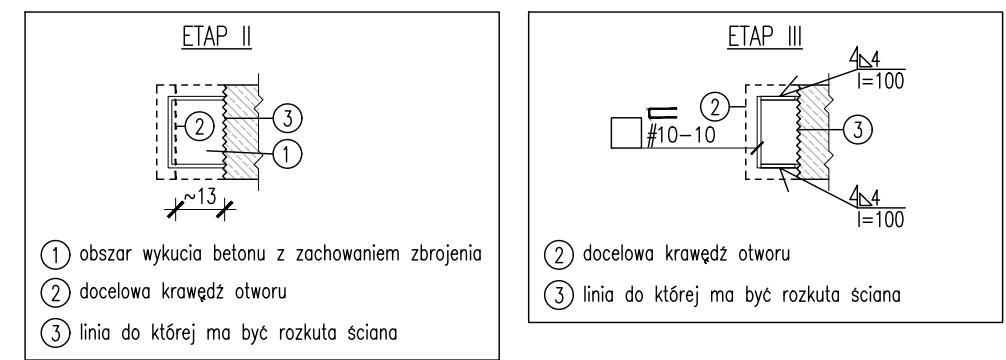 ETAP II
2
3
1
~13
1 obszar wykucia betonu z zachowaniem zbrojenia
2 docelowa krawędź otworu
3 linia do której ma być rozkuta ściana
ETAP III
4 4
l=100
2
#10-10
3
4 4
l=100
2 docelowa krawędź otworu
3 linia do której ma być rozkuta ściana